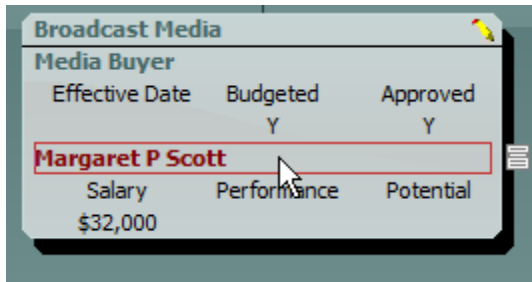 Broadcast Media
Media Buyer
Effective Date Budgeted Approved
Y Y
Margaret P Scott
Salary Performance Potential
$32,000